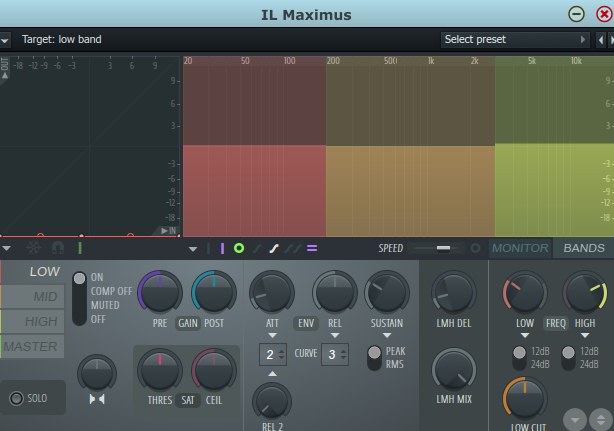 IL Maximus
Target: low band
Select preset
OUT
-18 -12 -9 -6 -3 3 6 9
20 50 100 200 500 1k 2k 5k 10k
9 9
6 6
3 3
-3 -3
-6 -6
-9 -9
-12 -12
-18 -18
IN
SPEED MONITOR BANDS
LOW
MID
HIGH
MASTER
SOLO
ON
COMP OFF
MUTED
OFF
PRE GAIN POST
THRES SAT CEIL
ATT ENV REL SUSTAIN
2 CURVE 3
PEAK
RMS
REL 2
LMH DEL
LMH MIX
LOW FREQ HIGH
12dB 12dB
24dB 24dB
LOW CUT